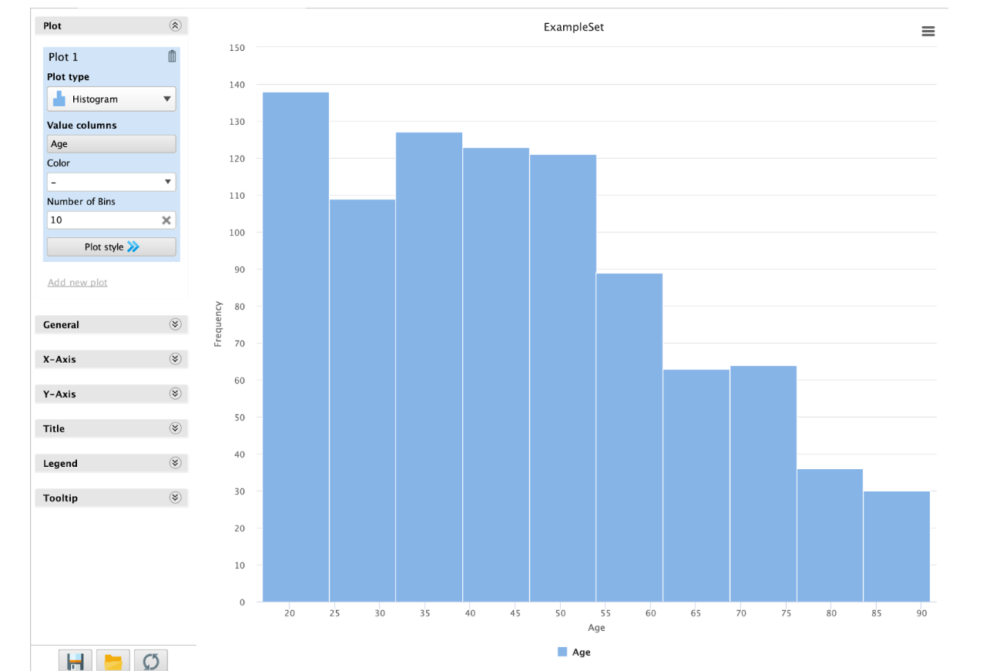 Plot
Plot 1
Plot type
Histogram
Value columns
Age
Color
–
Number of Bins
10
Plot style
Add new plot
General
X-Axis
Y-Axis
Title
Legend
Tooltip
ExampleSet
150
140
130
120
110
100
90
80
70
60
50
40
30
20
10
0
Frequency
20 25 30 35 40 45 50 55 60 65 70 75 80 85 90
Age
Age